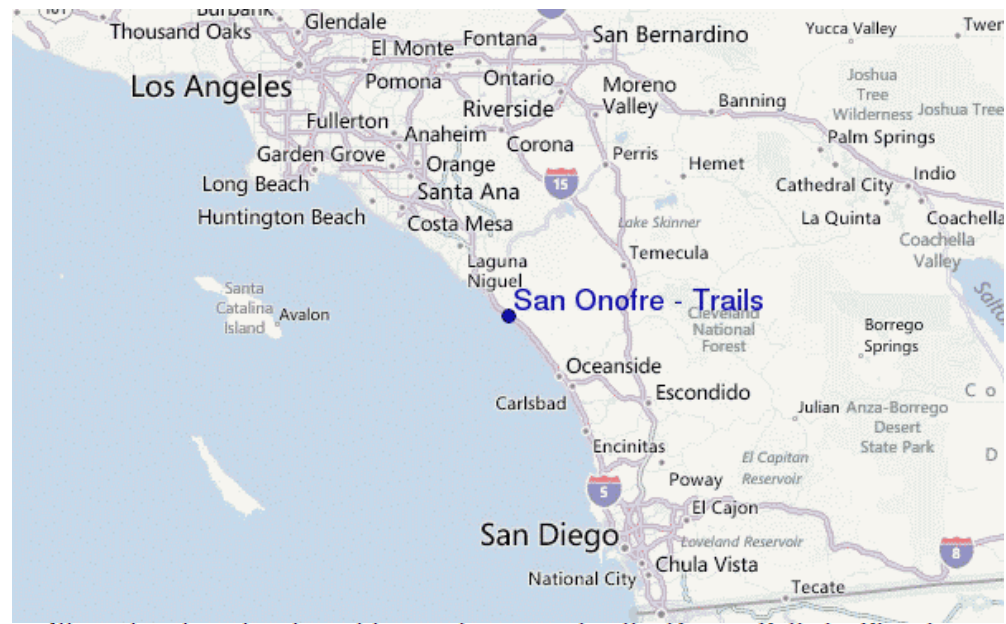 101
Burbank
Glendale
Thousand Oaks
El Monte
Fontana
San Bernardino
Yucca Valley
Los Angeles
Pomona
Ontario
Moreno
Valley
Joshua
Tree
Wilderness
Joshua Tree
Riverside
Banning
Fullerton
Anaheim
Corona
Palm Springs
Garden Grove
Orange
Perris
Hemet
Indio
Long Beach
Santa Ana
15
Cathedral City
Huntington Beach
Costa Mesa
Lake Skinner
La Quinta
Coachella
Coachella
Valley
Laguna
Niguel
Temecula
Santa
Catalina
Island
Avalon
San Onofre - Trails
Cleveland
National
Forest
Borrego
Springs
Oceanside
Carlsbad
Escondido
Julian
Anza-Borrego
Desert
State Park
Encinitas
El Capitan
Reservoir
Poway
5
El Cajon
San Diego
Loveland Reservoir
8
National City
Chula Vista
Tecate